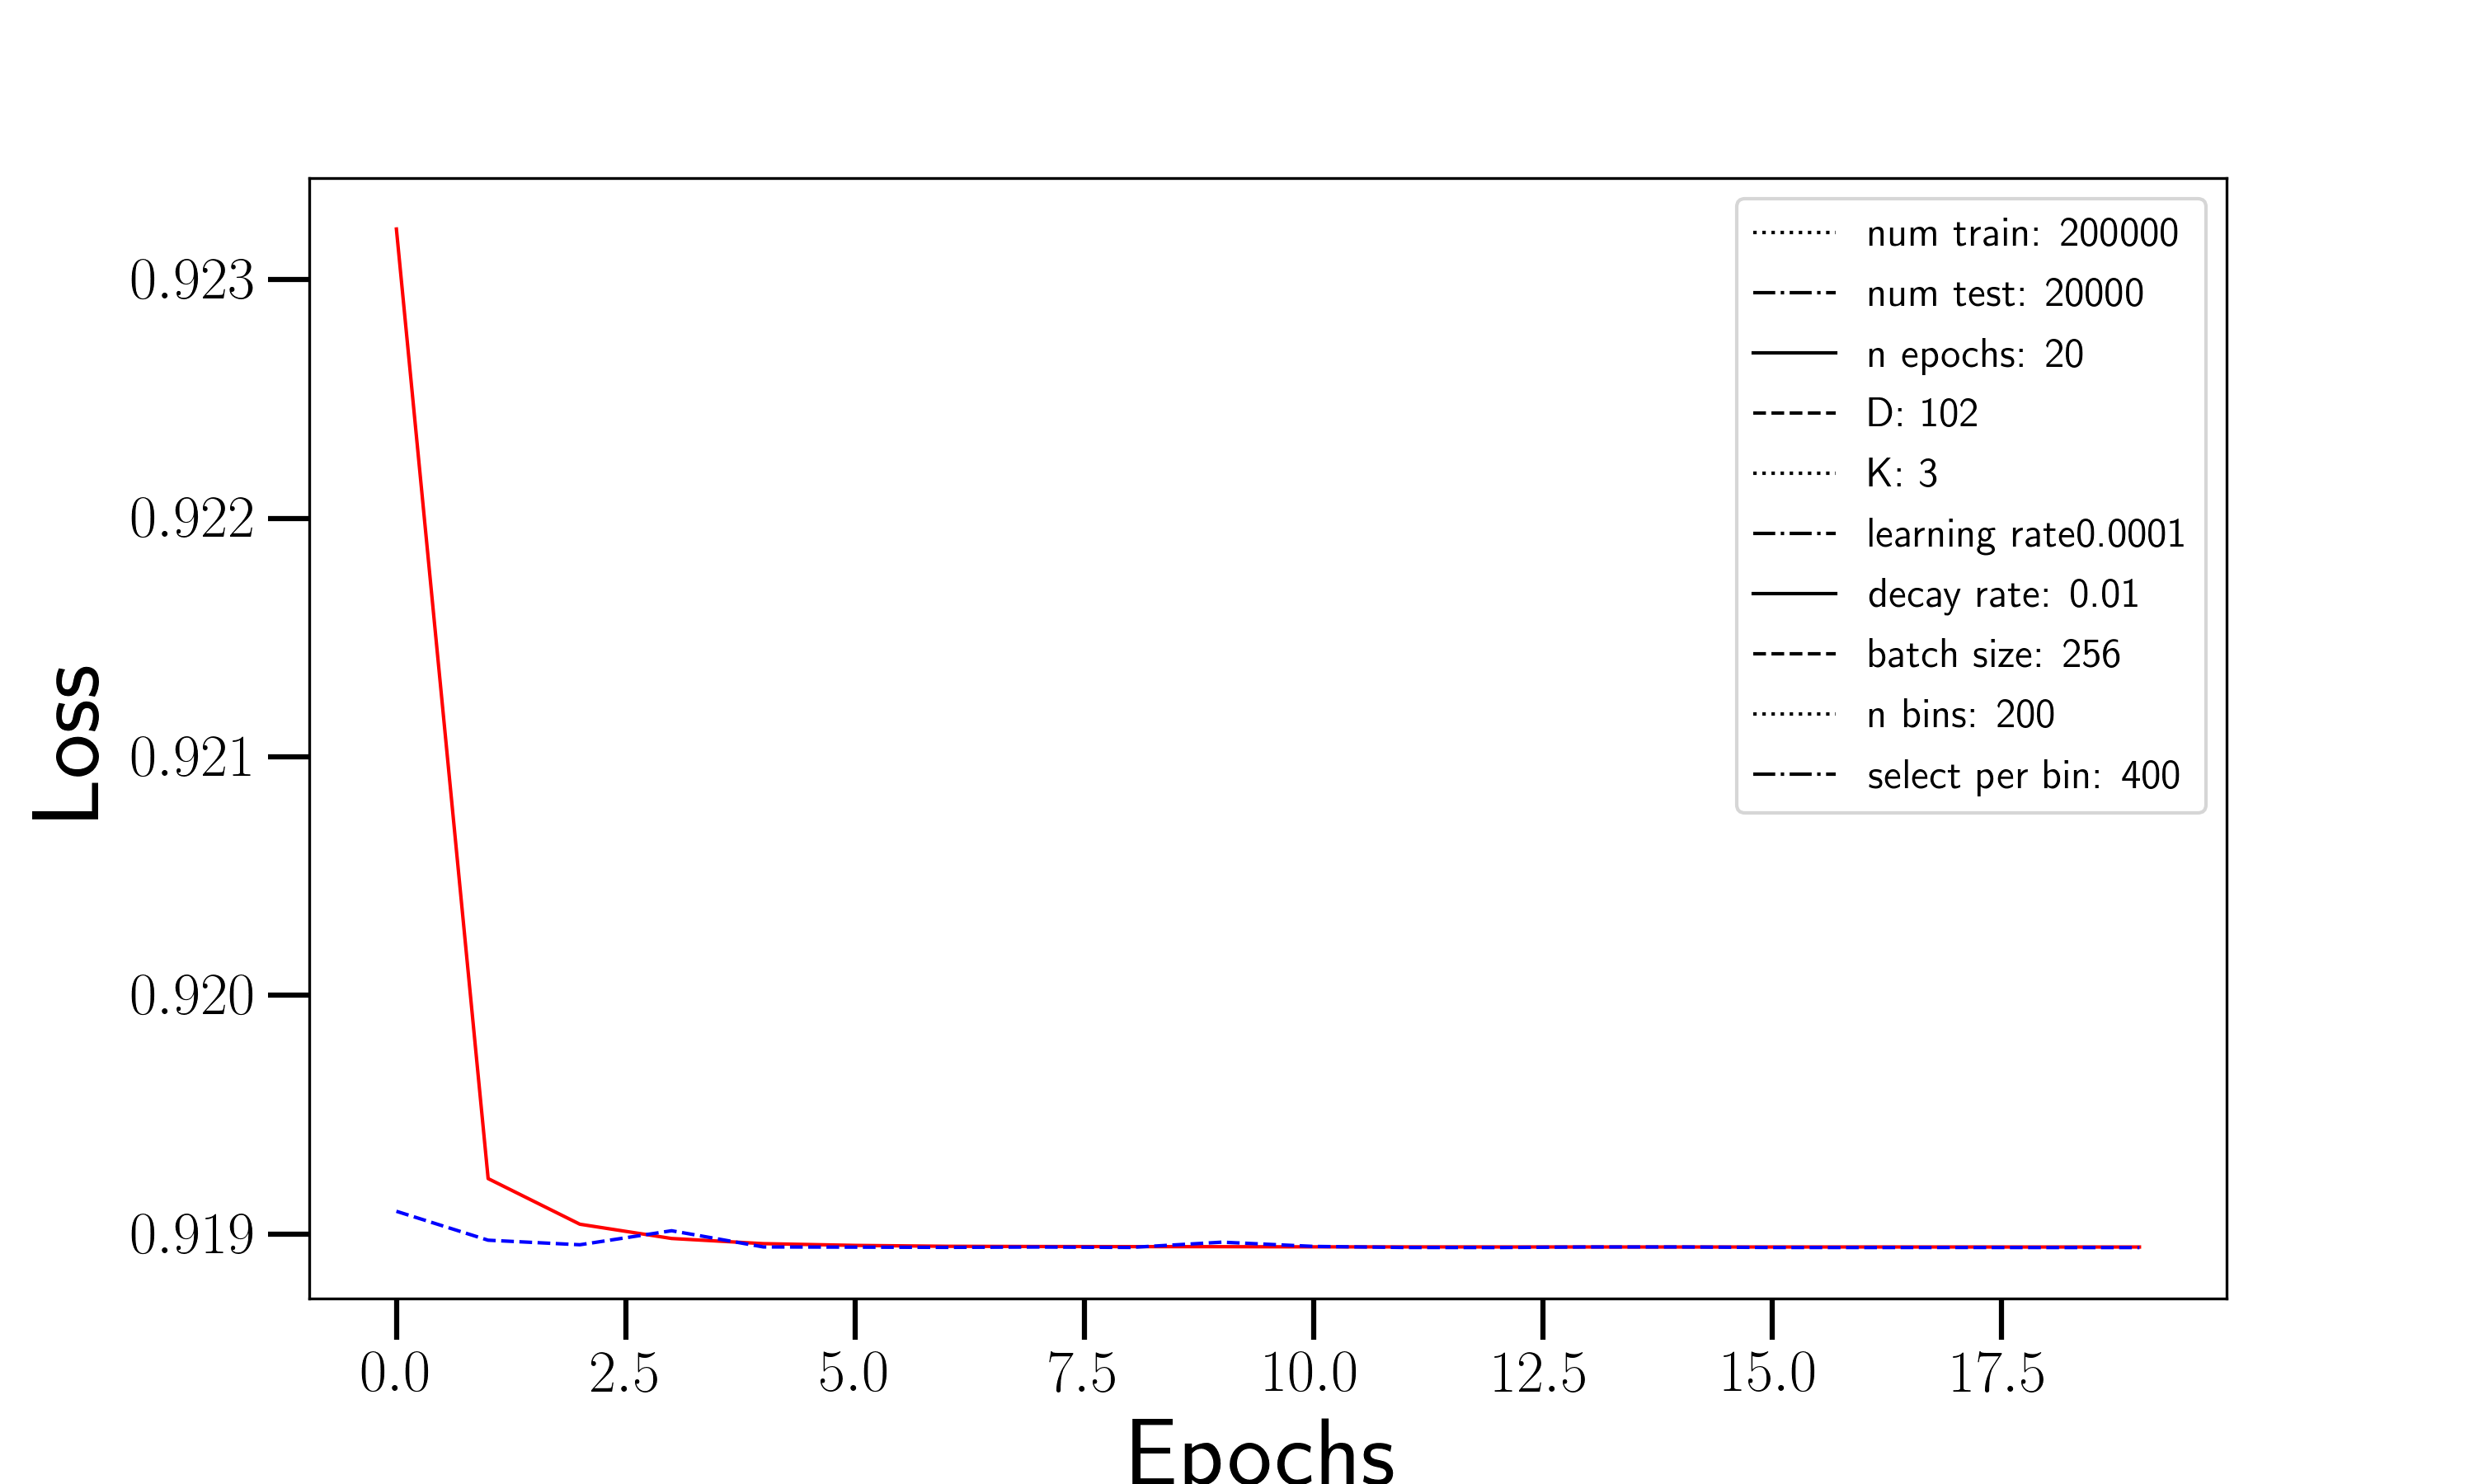 0.923
0.922
0.921
0.920
0.919
Loss
num train: 200000
num test: 20000
n epochs: 20
D: 102
K: 3
learning rate0.0001
decay rate: 0.01
batch size: 256
n bins: 200
select per bin: 400
0.0 2.5 5.0 7.5 10.0 12.5 15.0 17.5
Epochs